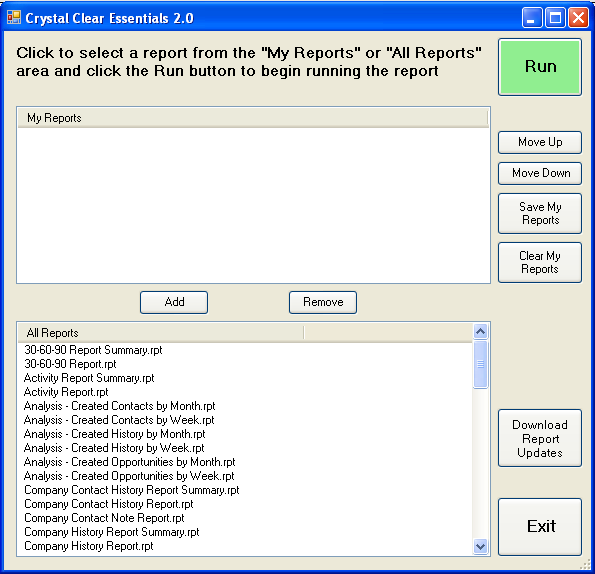 Crystal Clear Essentials 2.0
Click to select a report from the "My Reports" or "All Reports"
area and click the Run button to begin running the report
Run
My Reports
Move Up
Move Down
Save My
Reports
Clear My
Reports
Add
Remove
All Reports
30-60-90 Report Summary.rpt
30-60-90 Report.rpt
Activity Report Summary.rpt
Activity Report.rpt
Analysis - Created Contacts by Month.rpt
Analysis - Created Contacts by Week.rpt
Analysis - Created History by Month.rpt
Analysis - Created History by Week.rpt
Analysis - Created Opportunities by Month.rpt
Analysis - Created Opportunities by Week.rpt
Company Contact History Report Summary.rpt
Company Contact History Report.rpt
Company Contact Note Report.rpt
Company History Report Summary.rpt
Company History Report.rpt
Download
Report
Updates
Exit